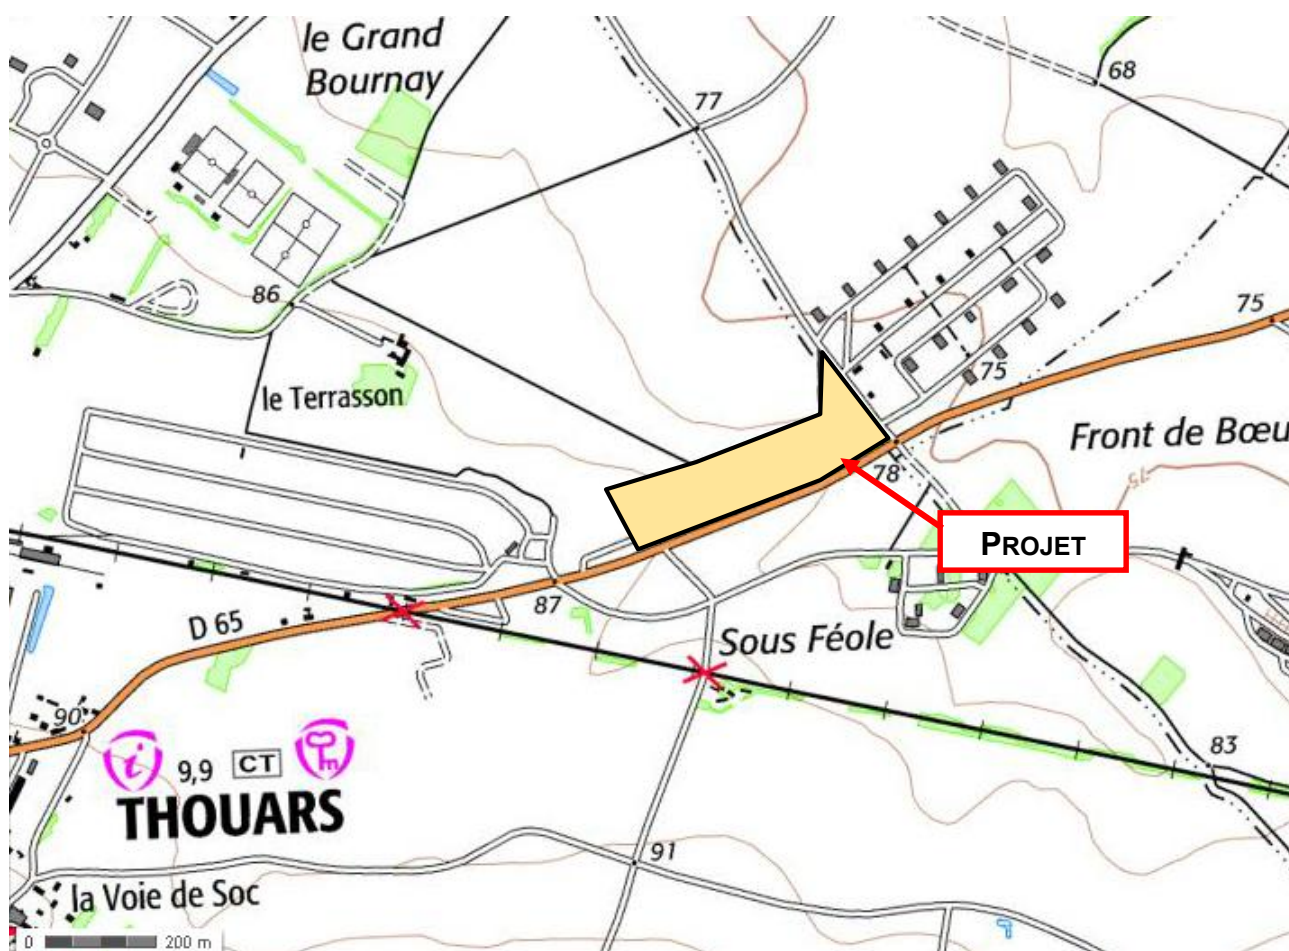 le Grand
Bournay
68
77
86
75
le Terrasson
75
Front de Bœu
78
75
PROJET
87
D 65
Sous Féole
90
83
9,9 CT
THOUARS
91
la Voie de Soc
0 200 m